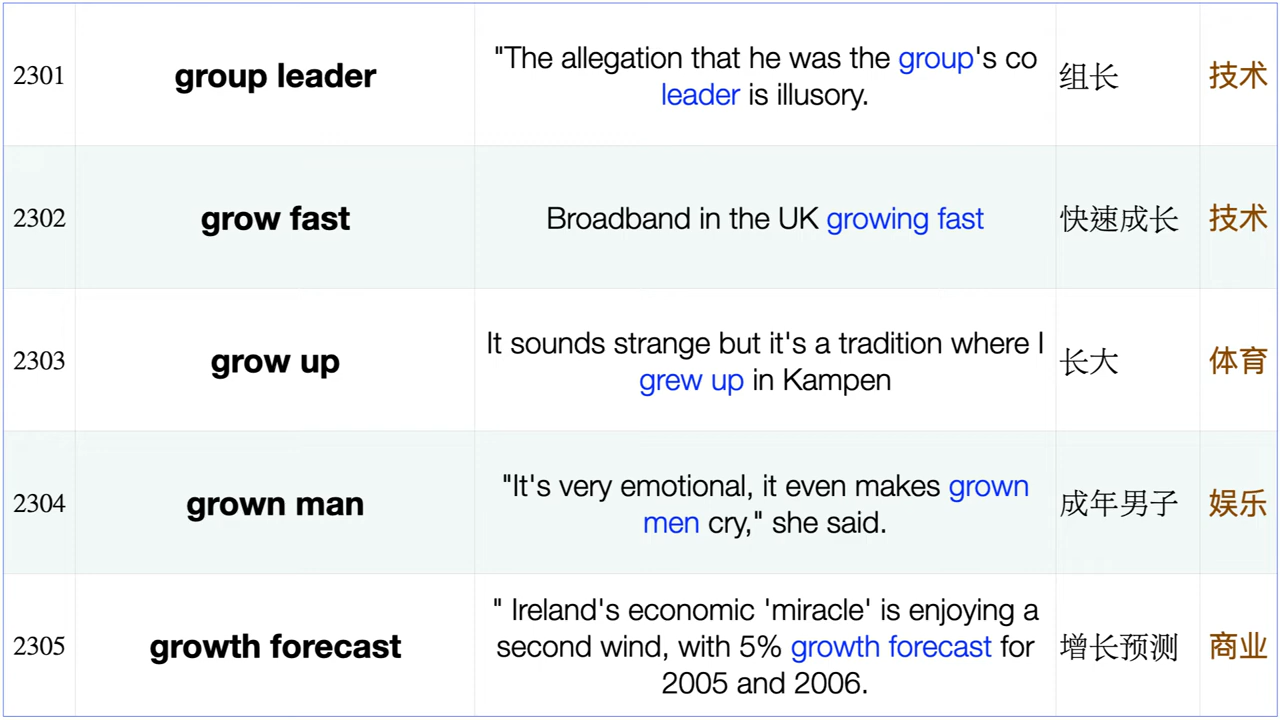 2301
group leader
"The allegation that he was the group's co
leader is illusory.
组长
技术
2302
grow fast
Broadband in the UK growing fast
快速成长
技术
2303
grow up
It sounds strange but it's a tradition where I
grew up in Kampen
长大
体育
2304
grown man
"It's very emotional, it even makes grown
men cry," she said.
成年男子
娱乐
2305
growth forecast
" Ireland's economic 'miracle' is enjoying a
second wind, with 5% growth forecast for
2005 and 2006.
增长预测
商业